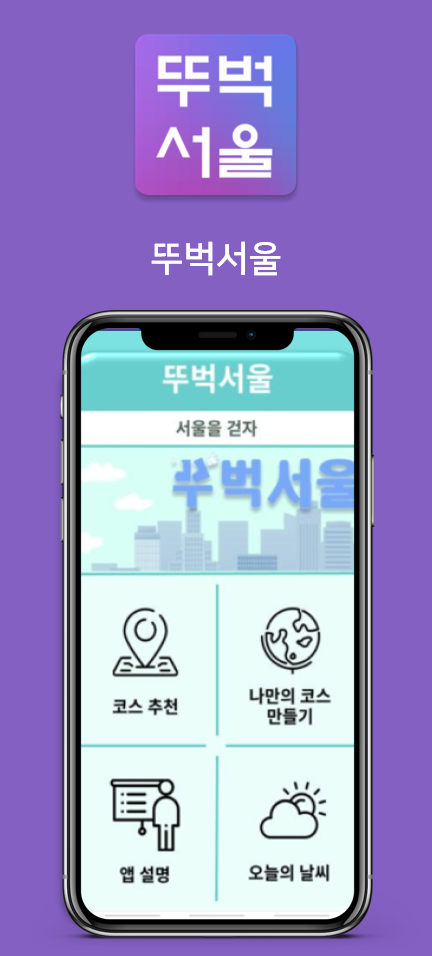 뚜벅
서울
뚜벅서울
뚜벅서울
서울을 걷자
뚜벅서울
코스 추천
나만의 코스
만들기
앱 설명
오늘의 날씨